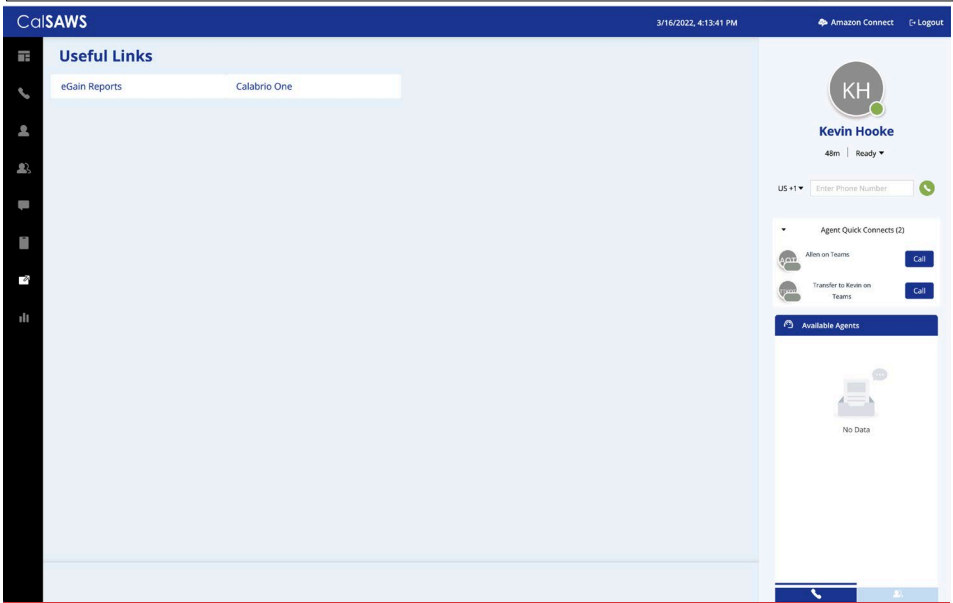 CalSAWS
3/16/2022, 4:13:41 PM
Amazon Connect
Logout
Useful Links
eGain Reports
Calabrio One
KH
Kevin Hooke
48m
Ready
US +1
Enter Phone Number
Agent Quick Connects (2)
Allen on Teams
Call
Transfer to Kevin on
Teams
Call
Available Agents
No Data